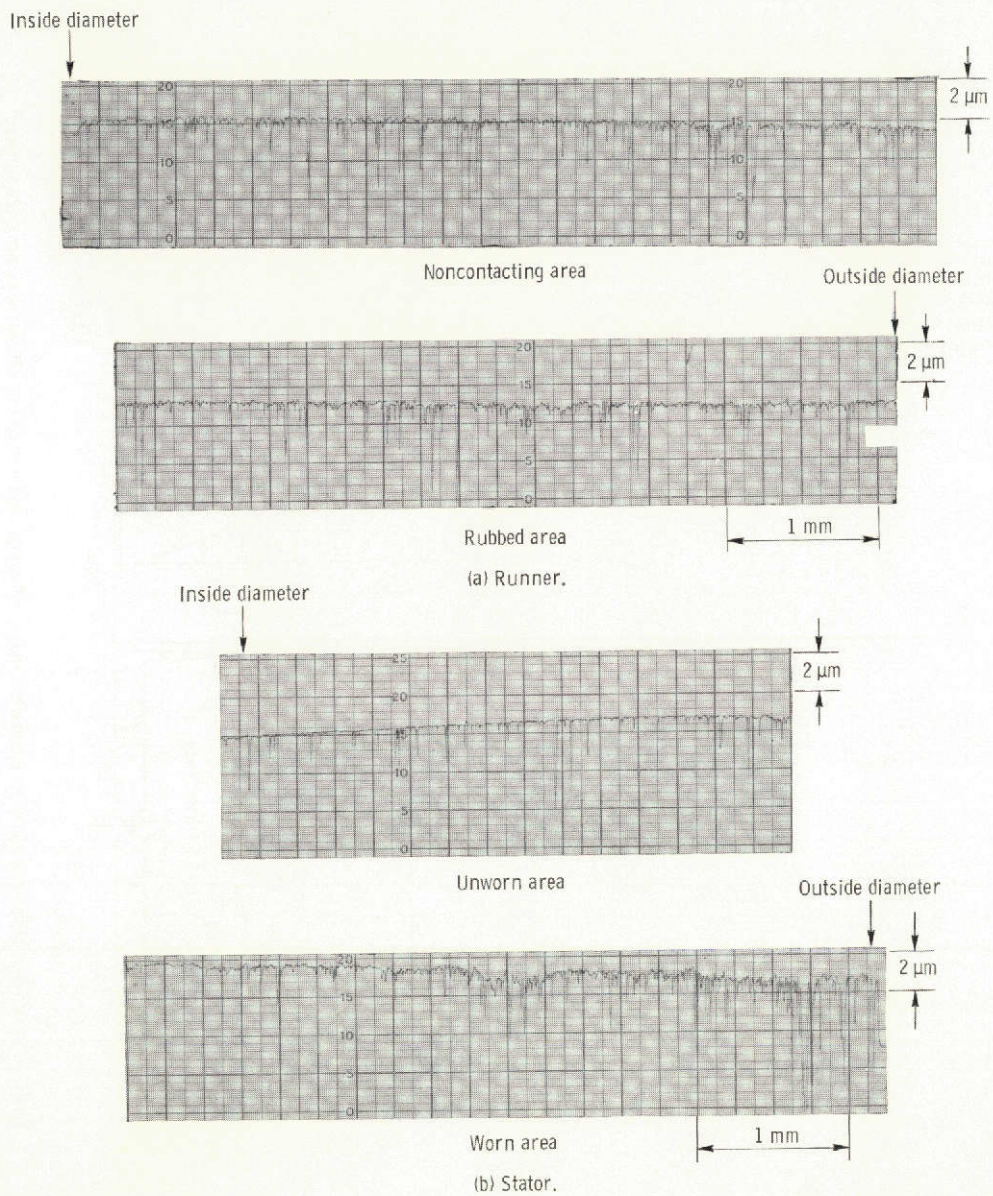 Inside diameter
20
20
2 μm
15
15
10
10
5
5
0
0
Noncontacting area
Outside diameter
20
2 μm
15
10
5
0
1 mm
Rubbed area
(a) Runner.
Inside diameter
25
2 μm
20
15
10
5
0
Unworn area
Outside diameter
20
2 μm
15
10
5
0
1 mm
Worn area
(b) Stator.